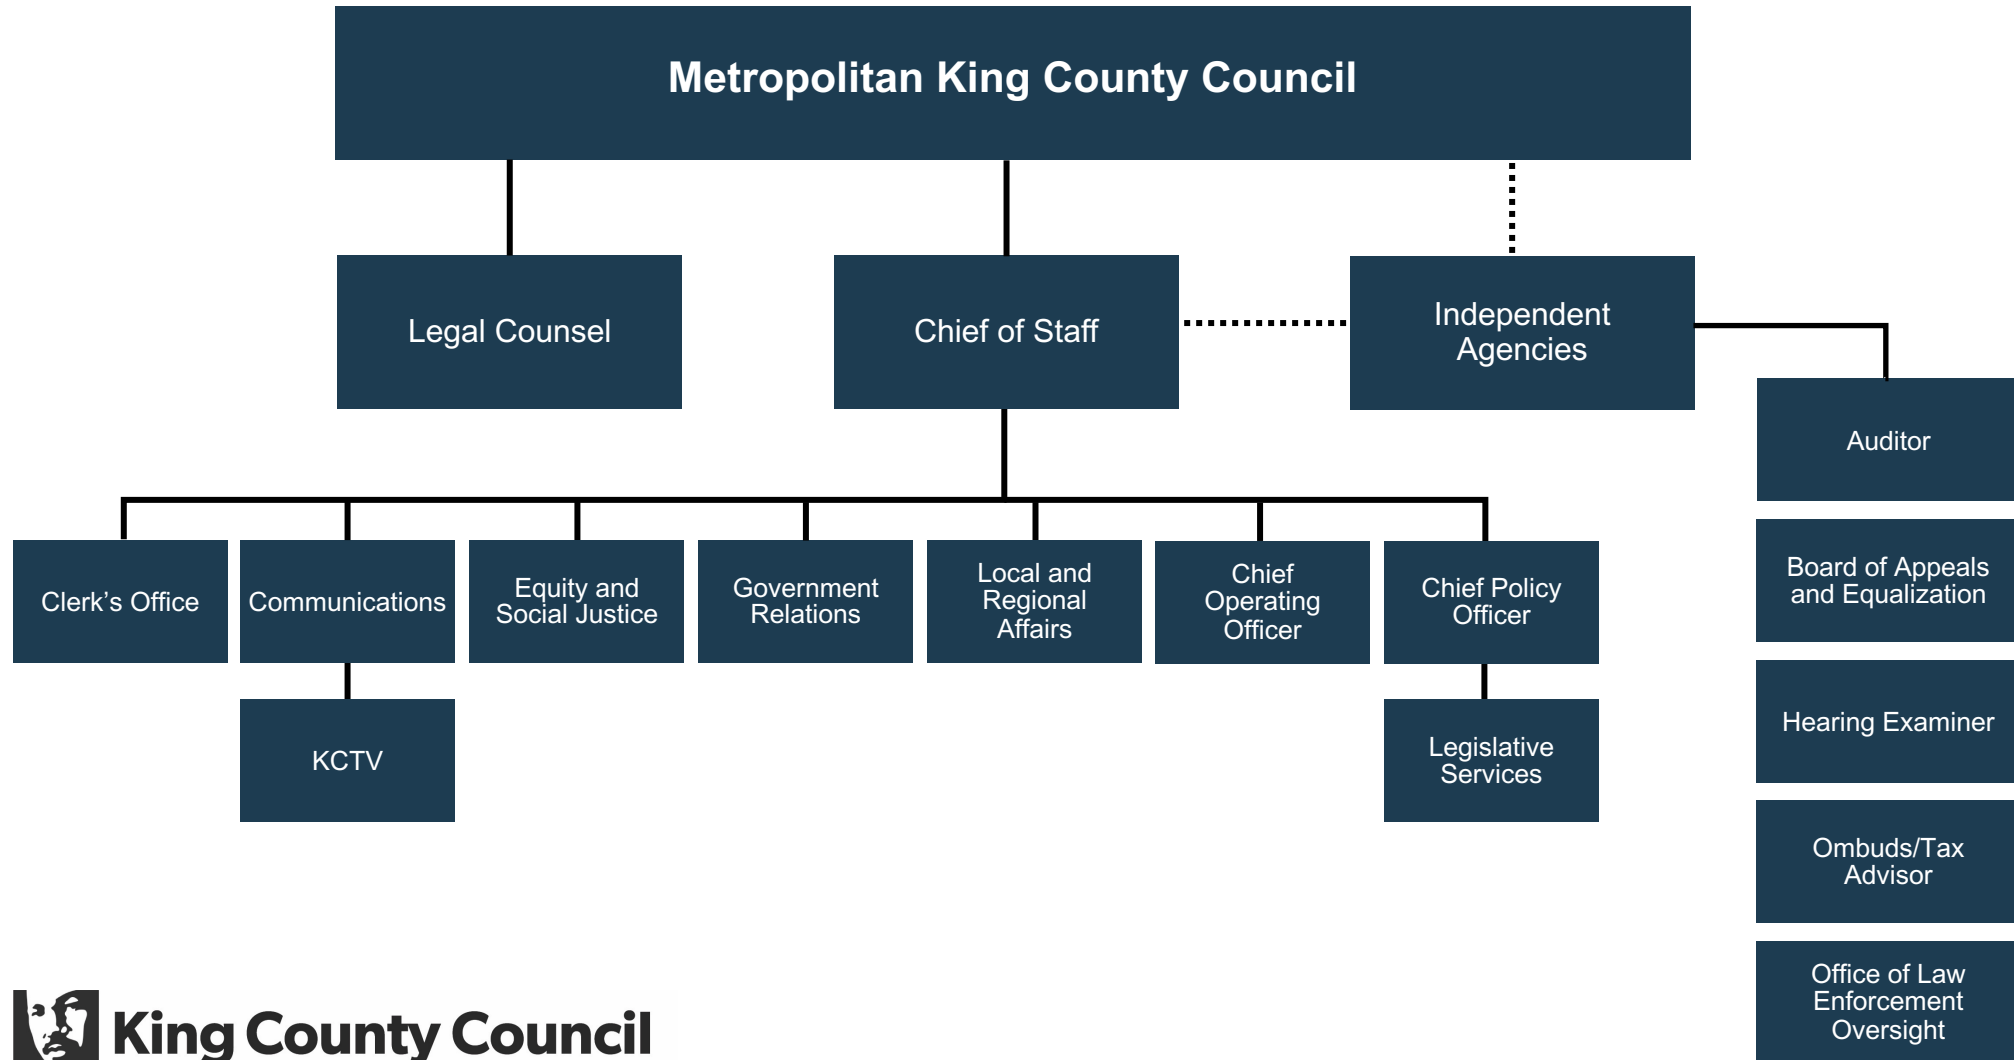 Metropolitan King County Council
Legal Counsel
Chief of Staff
Independent
Agencies
Auditor
Clerk’s Office
Communications
Equity and
Social Justice
Government
Relations
Local and
Regional
Affairs
Chief
Operating
Officer
Chief Policy
Officer
Board of Appeals
and Equalization
KCTV
Legislative
Services
Hearing Examiner
Ombuds/Tax
Advisor
Office of Law
Enforcement
Oversight
King County Council